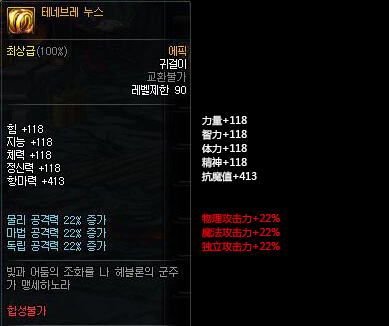 테네브레 누스
최상급(100%) 에픽
귀걸이
교환불가
레벨제한 90
힘 +118
지능 +118
체력 +118
정신력 +118
항마력 +413
물리 공격력 22% 증가
마법 공격력 22% 증가
독립 공격력 22% 증가
빛과 어둠의 조화를 나 헤블론의 군주
가 맹세하노라
합성불가
力量+118
智力+118
体力+118
精神+118
抗魔值+413
物理攻击力+22%
魔法攻击力+22%
独立攻击力+22%